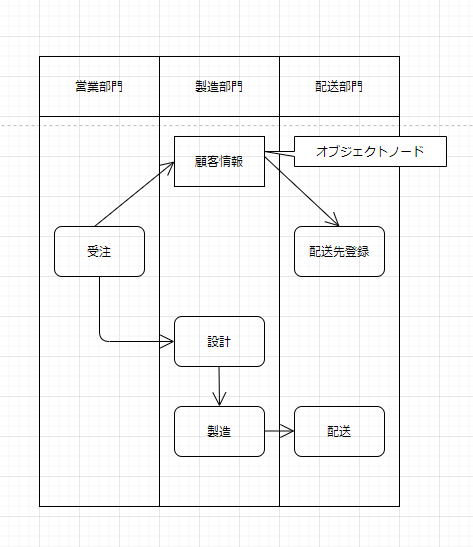 営業部門
製造部門
配送部門
顧客情報
オブジェクトノード
受注
配送先登録
設計
製造
配送